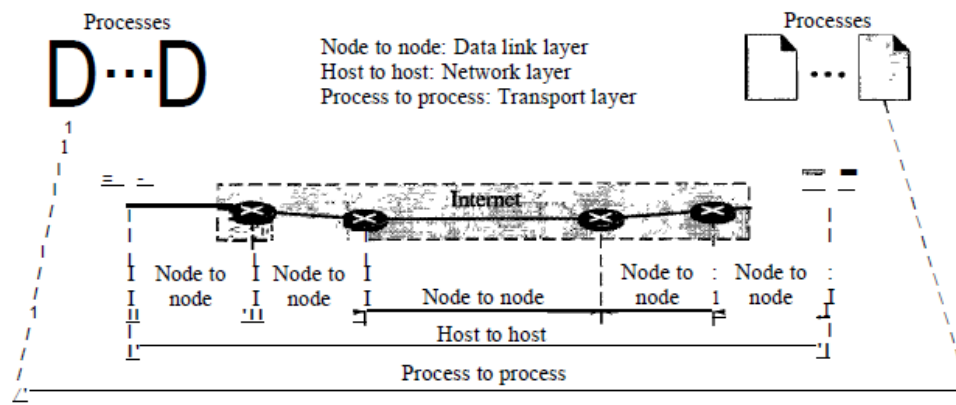 Processes
Processes
D...D
Node to node: Data link layer
Host to host: Network layer
Process to process: Transport layer
Internet
Node to
node
Node to
node
Node to node
Node to
node
Node to
node
Host to host
Process to process